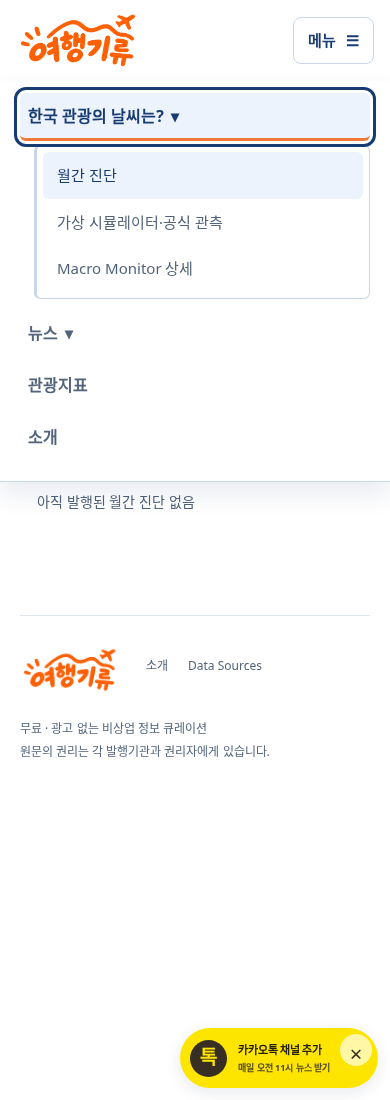 여행기류
메뉴 ☰
한국 관광의 날씨는? ▼
월간 진단
가상 시뮬레이터·공식 관측
Macro Monitor 상세
뉴스 ▼
관광지표
소개
아직 발행된 월간 진단 없음
여행기류
소개 Data Sources
무료 · 광고 없는 비상업 정보 큐레이션
원문의 권리는 각 발행기관과 권리자에게 있습니다.
톡
카카오톡 채널 추가
매일 오전 11시 뉴스 받기
×